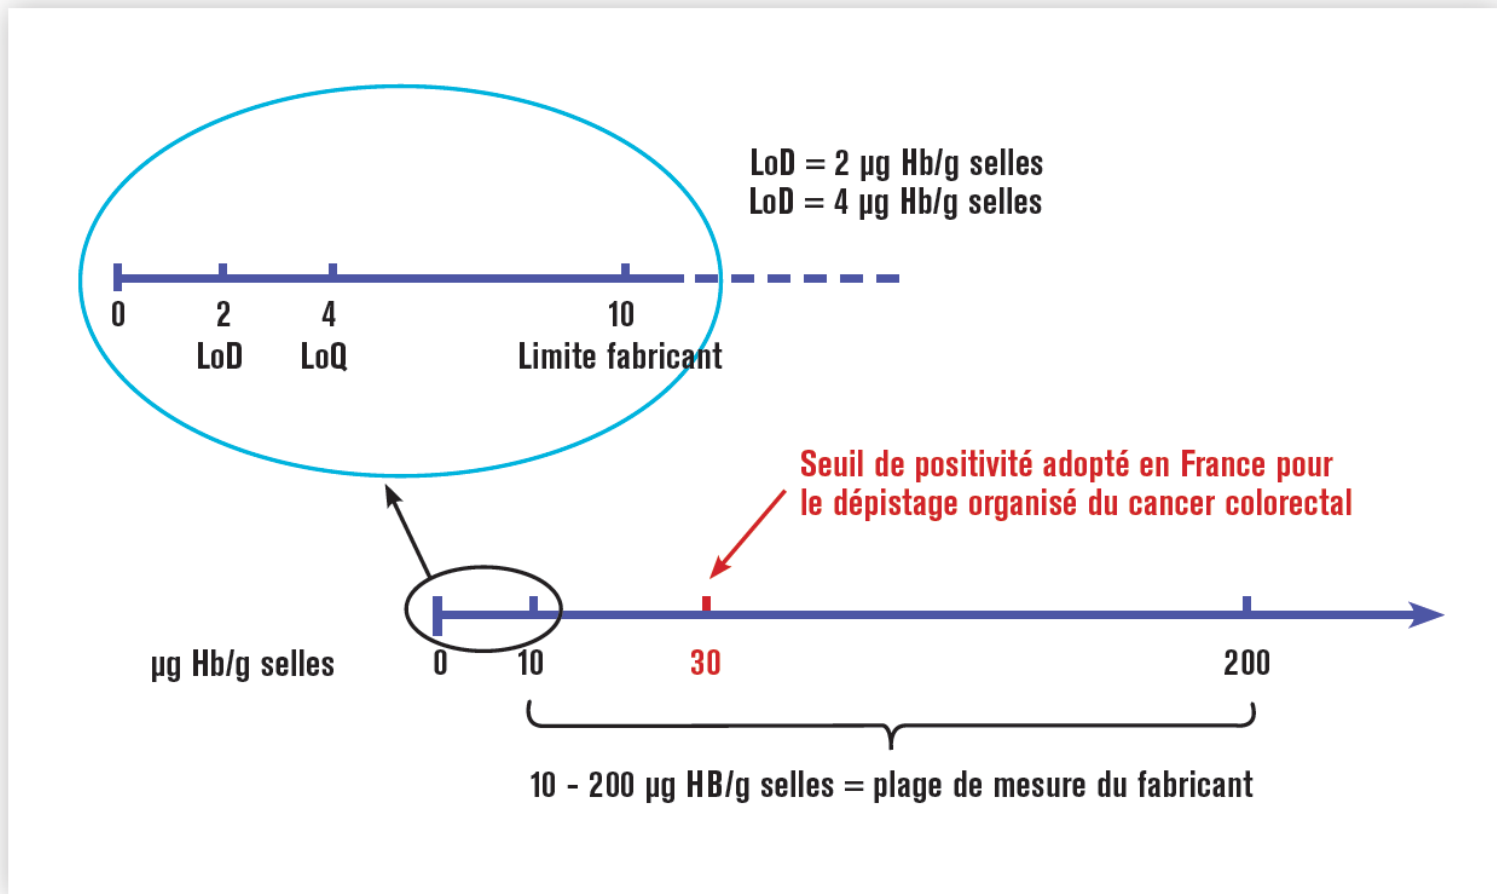 LoD = 2 µg Hb/g selles
LoD = 4 µg Hb/g selles
0 2 4 10
LoD LoQ Limite fabricant
Seuil de positivité adopté en France pour
le dépistage organisé du cancer colorectal
µg Hb/g selles 0 10 30 200
10 - 200 µg HB/g selles = plage de mesure du fabricant